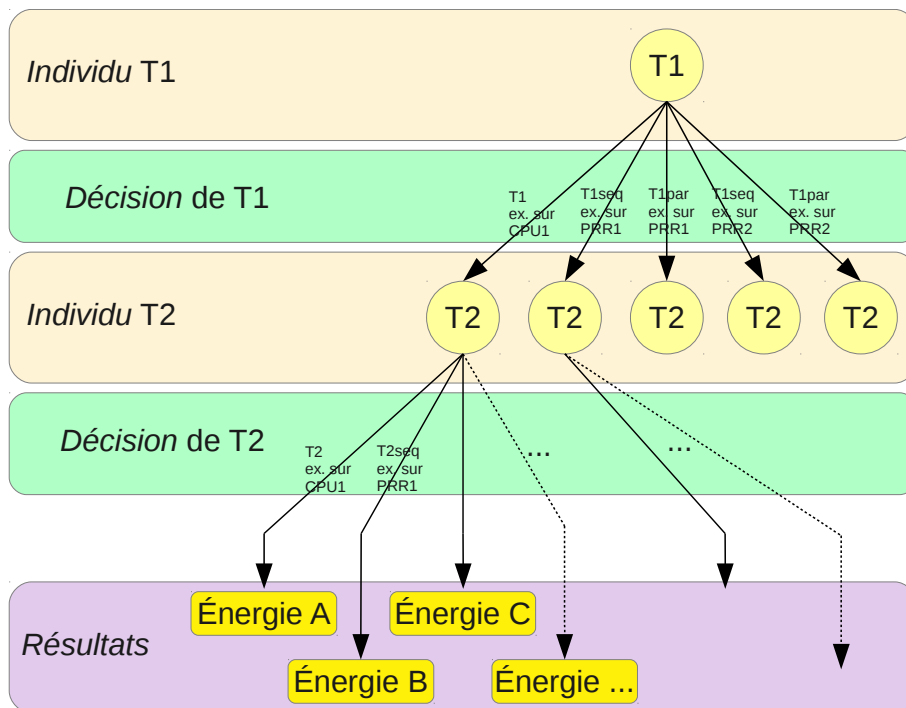 Individu T1
T1
Décision de T1
T1
ex. sur
CPU1
T1seq
ex. sur
PRR1
T1par
ex. sur
PRR1
T1seq
ex. sur
PRR2
T1par
ex. sur
PRR2
Individu T2
T2
T2
T2
T2
T2
Décision de T2
T2
ex. sur
CPU1
T2seq
ex. sur
PRR1
...
...
Résultats
Énergie A
Énergie C
Énergie B
Énergie ...